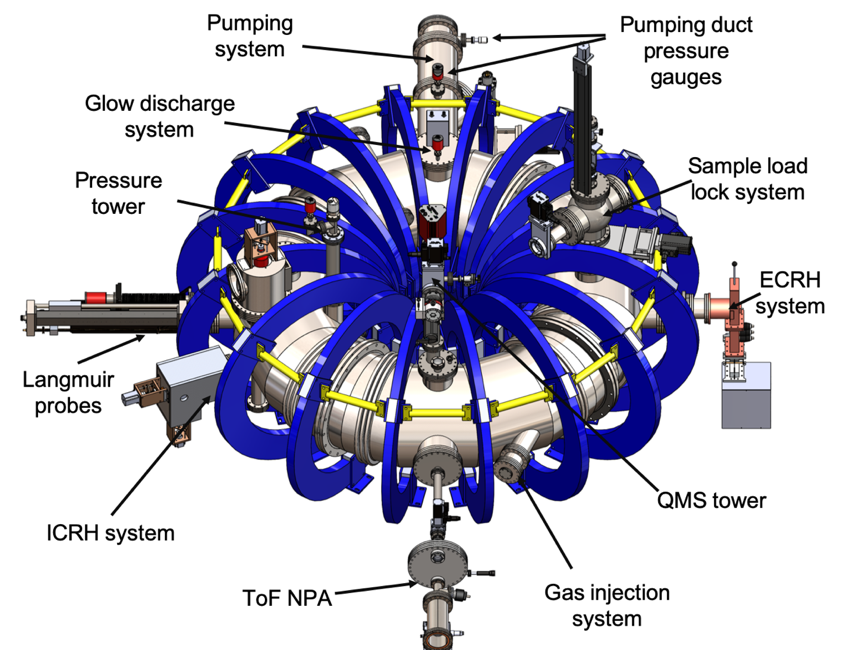 Pumping
system
Pumping duct
pressure
gauges
Glow discharge
system
Pressure
tower
Sample load
lock system
ECRH
system
Langmuir
probes
QMS tower
ICRH system
ToF NPA
Gas injection
system